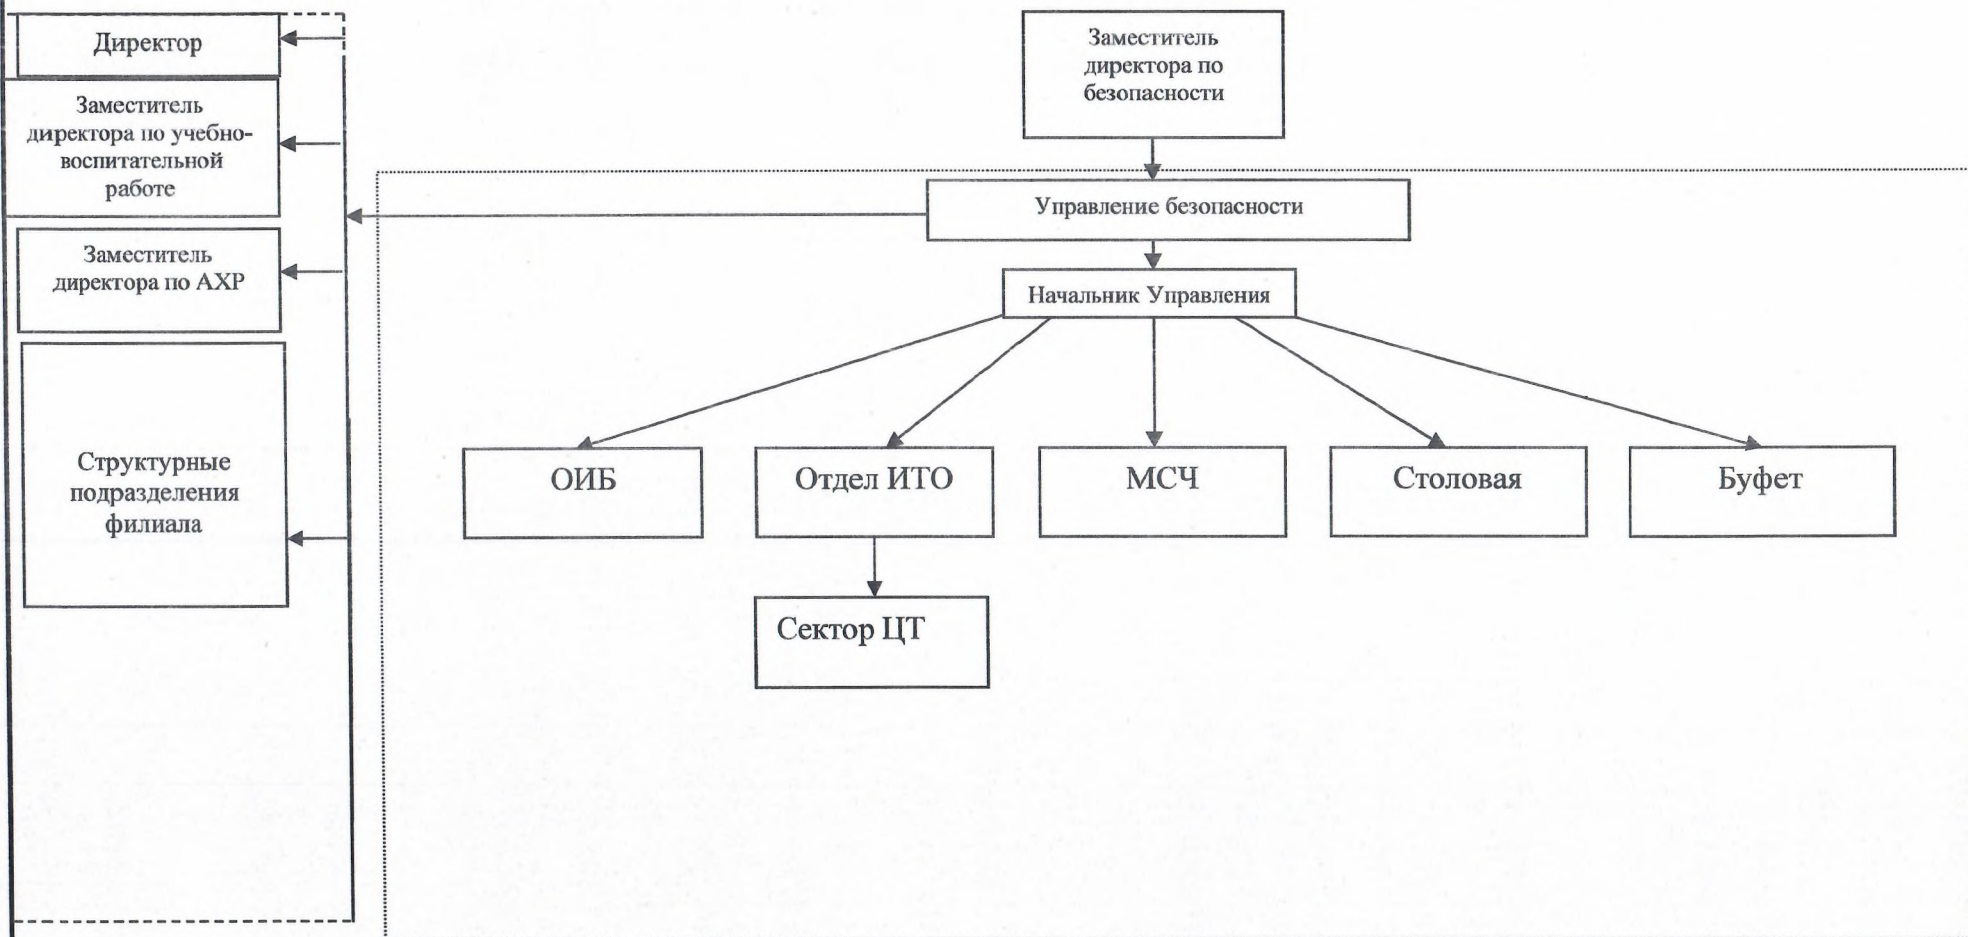 Директор
Заместитель
директора по учебно-
воспитательной
работе
Заместитель
директора по АХР
Структурные
подразделения
филиала
Заместитель
директора по
безопасности
Управление безопасности
Начальник Управления
ОИБ
Отдел ИТО
МСЧ
Столовая
Буфет
Сектор ЦТ